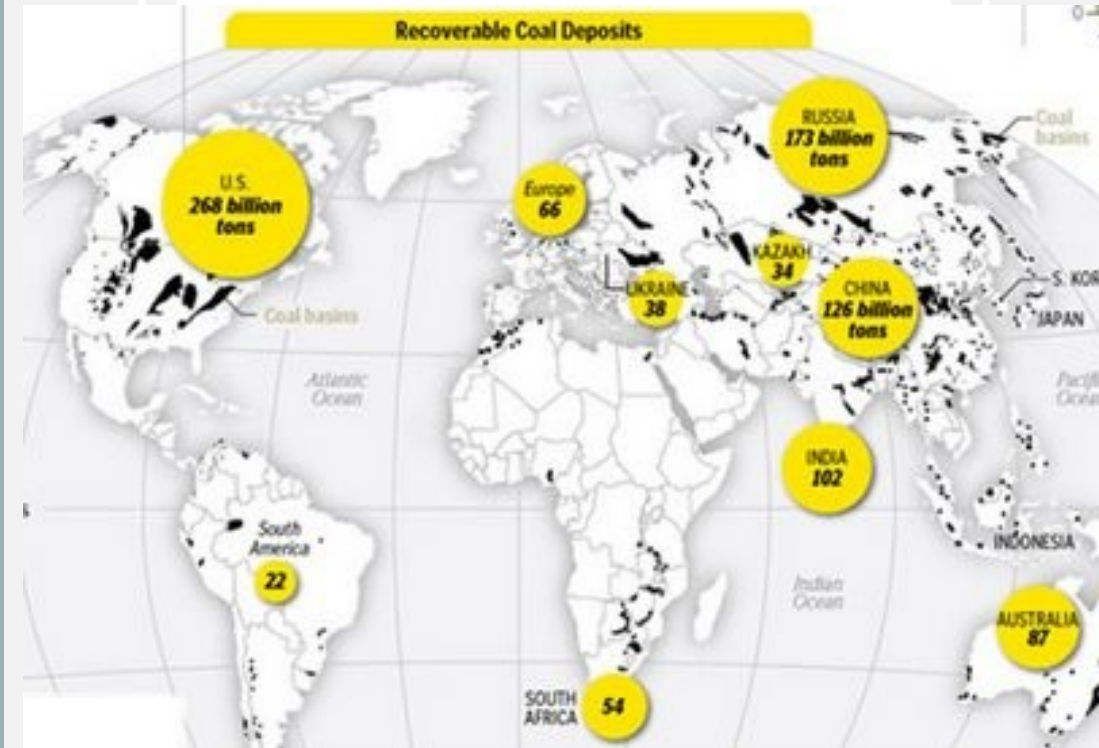 0
Recoverable Coal Deposits
RUSSIA
173 billion
tons
Coal
basins
U.S.
268 billion
tons
Europe
66
KAZAKH.
34
UKRAINE
38
CHINA
126 billion
tons
S. KOR
JAPAN
Coal basins
Atlantic
Ocean
Pacific
Ocean
INDIA
102
South
America
22
INDONESIA
Indian
Ocean
AUSTRALIA
87
SOUTH
AFRICA
54